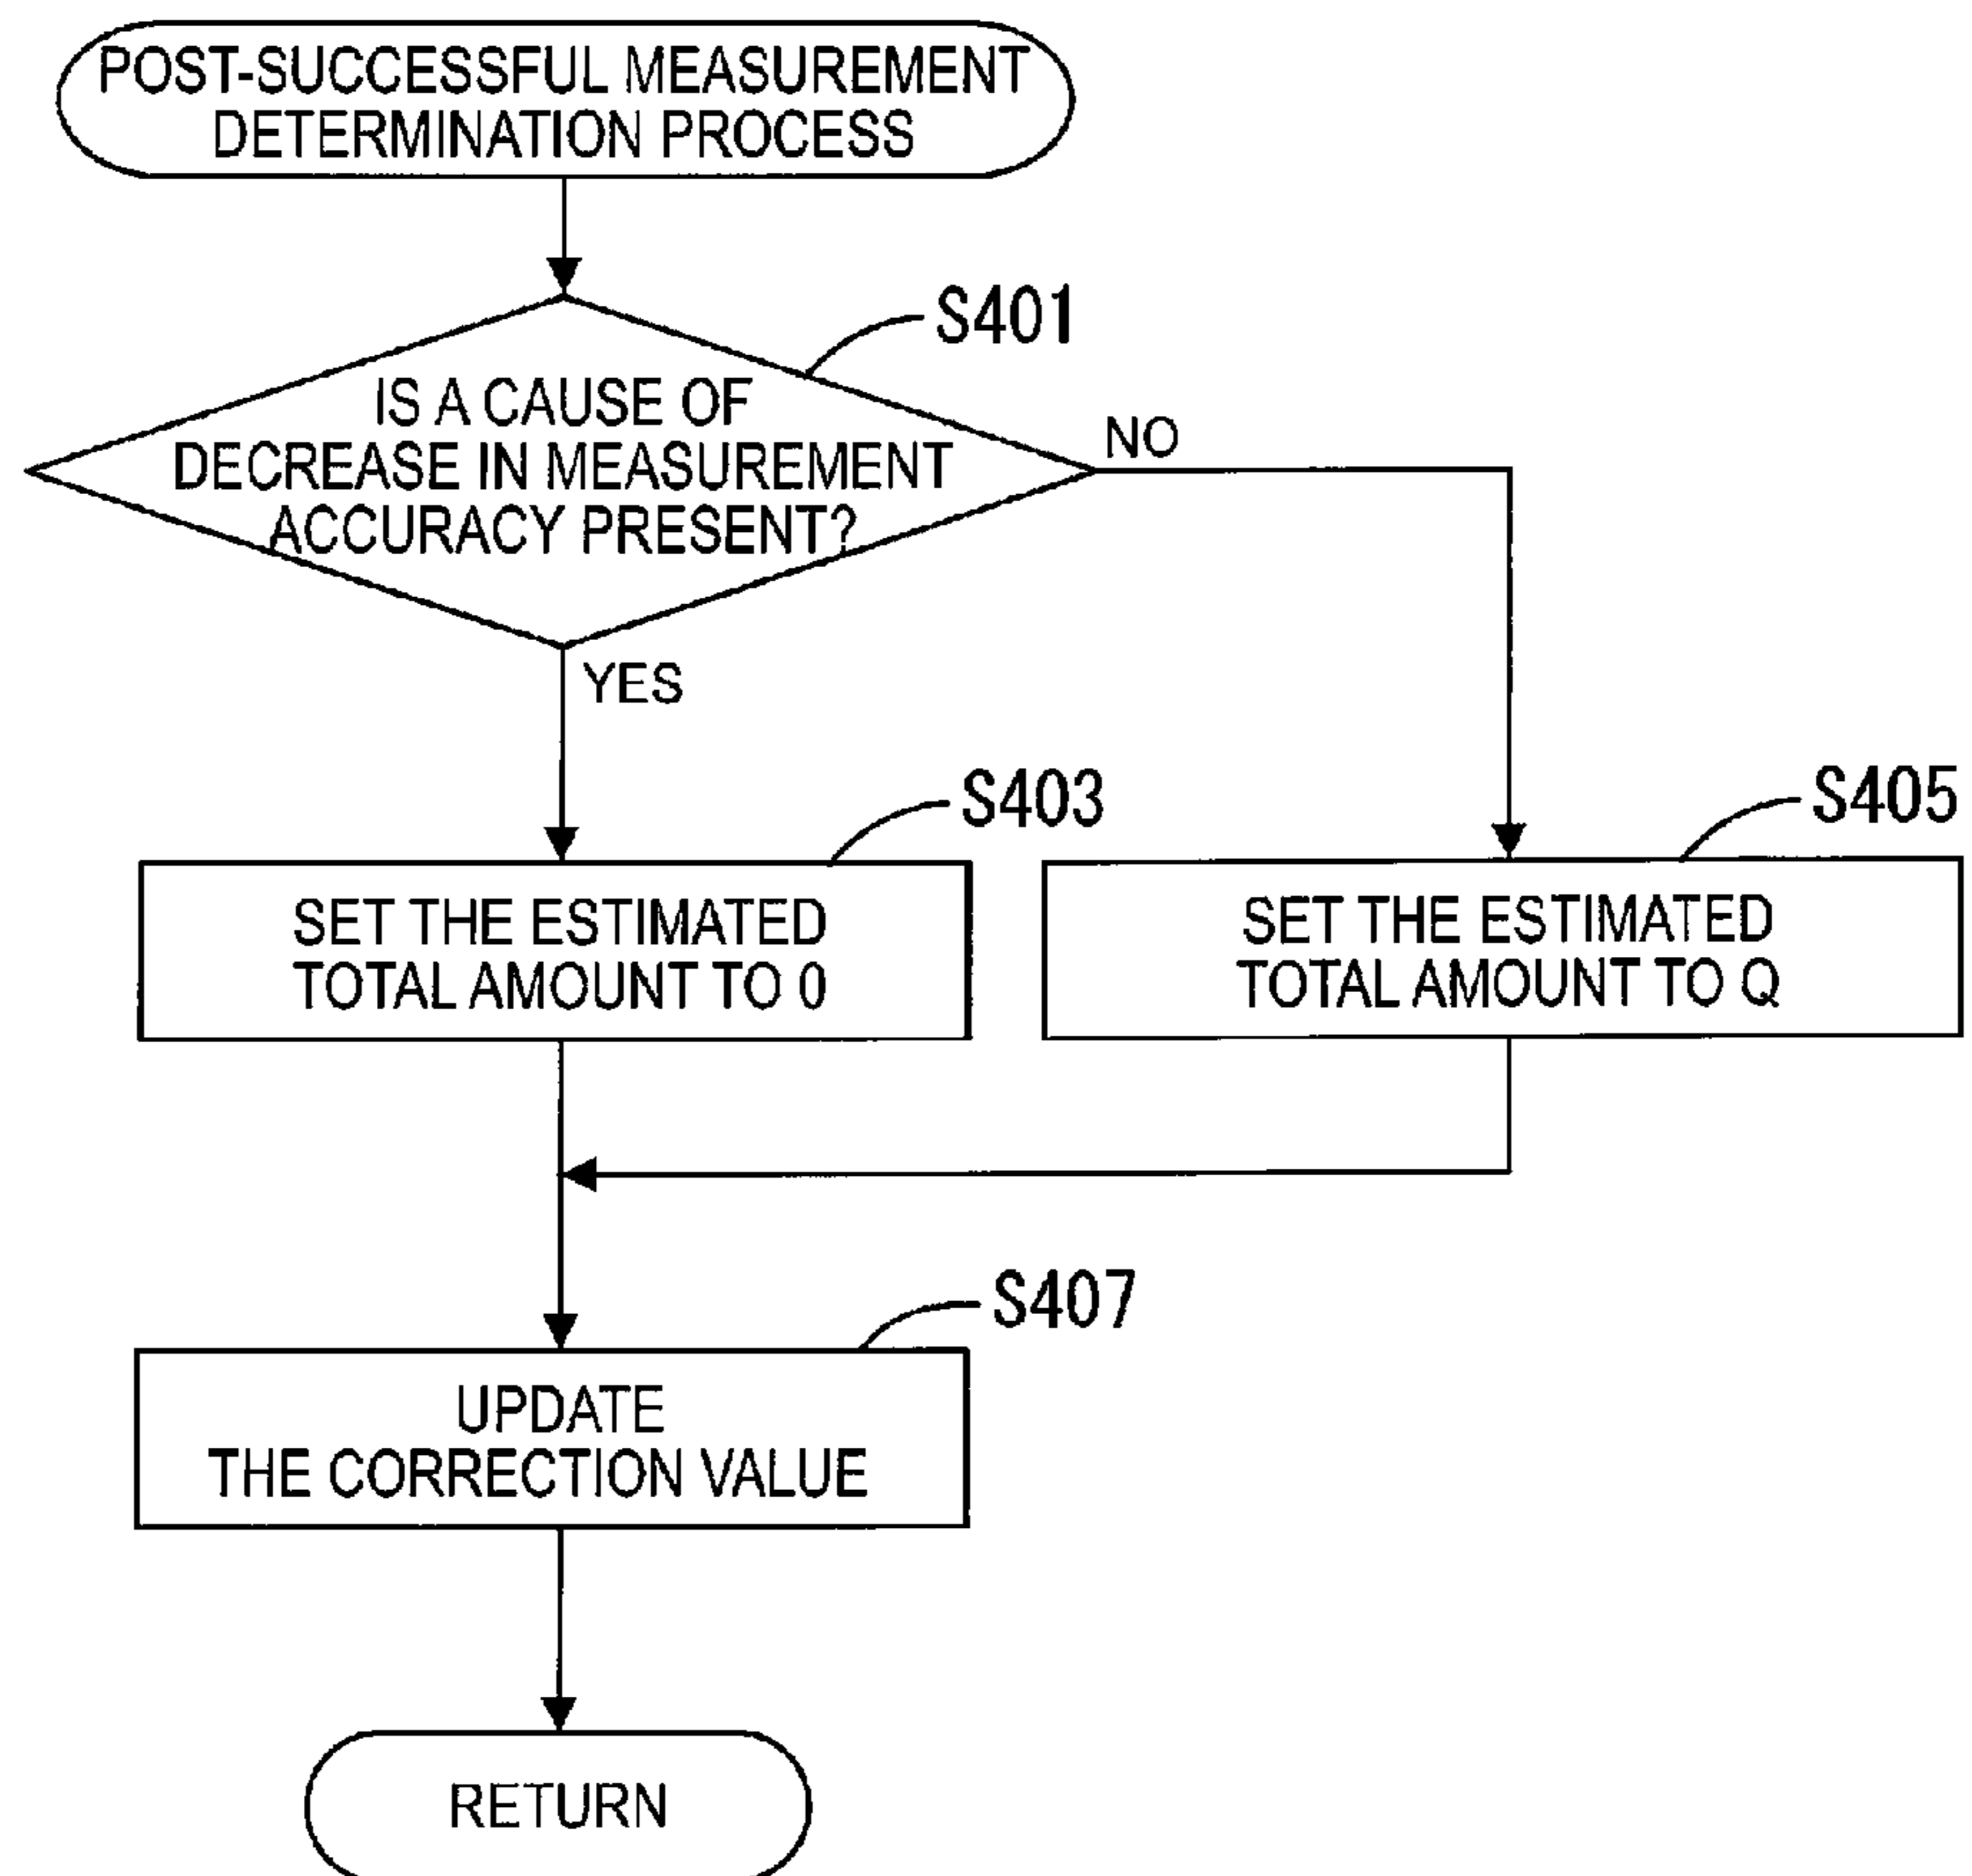 POST-SUCCESSFUL MEASUREMENT
DETERMINATION PROCESS
S401
IS A CAUSE OF
DECREASE IN MEASUREMENT
ACCURACY PRESENT?
NO
YES
S403
SET THE ESTIMATED
TOTAL AMOUNT TO 0
S405
SET THE ESTIMATED
TOTAL AMOUNT TO Q
S407
UPDATE
THE CORRECTION VALUE
RETURN